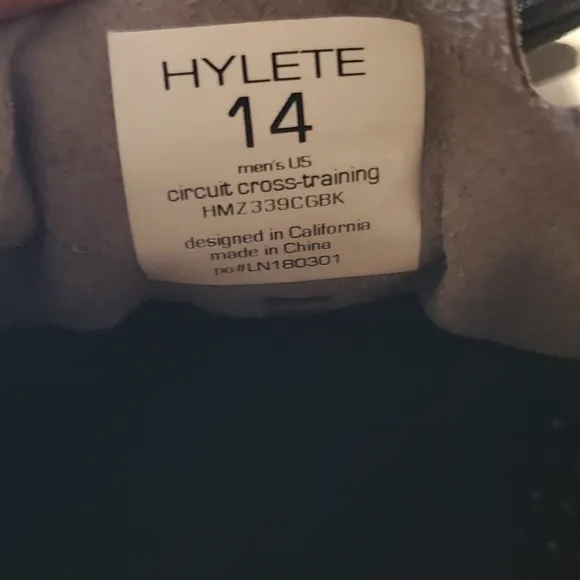 HYLETE
14
men's US
circuit cross-training
HMZ339CGBK
designed in California
made in China
po#LN180301